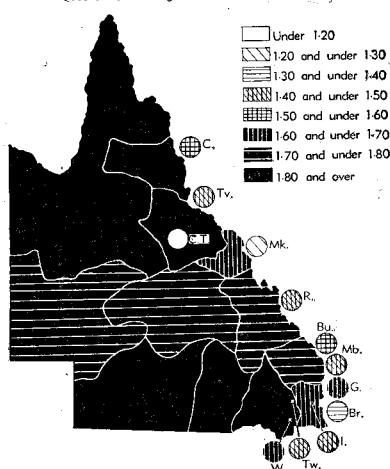 Under 1·20
1·20 and under 1·30
1·30 and under 1·40
1·40 and under 1·50
1·50 and under 1·60
1·60 and under 1·70
1·70 and under 1·80
1·80 and over
C.
Tv.
C.T.
Mk.
R.
Bu.
Mb.
G.
Br.
I.
Tw.
W.